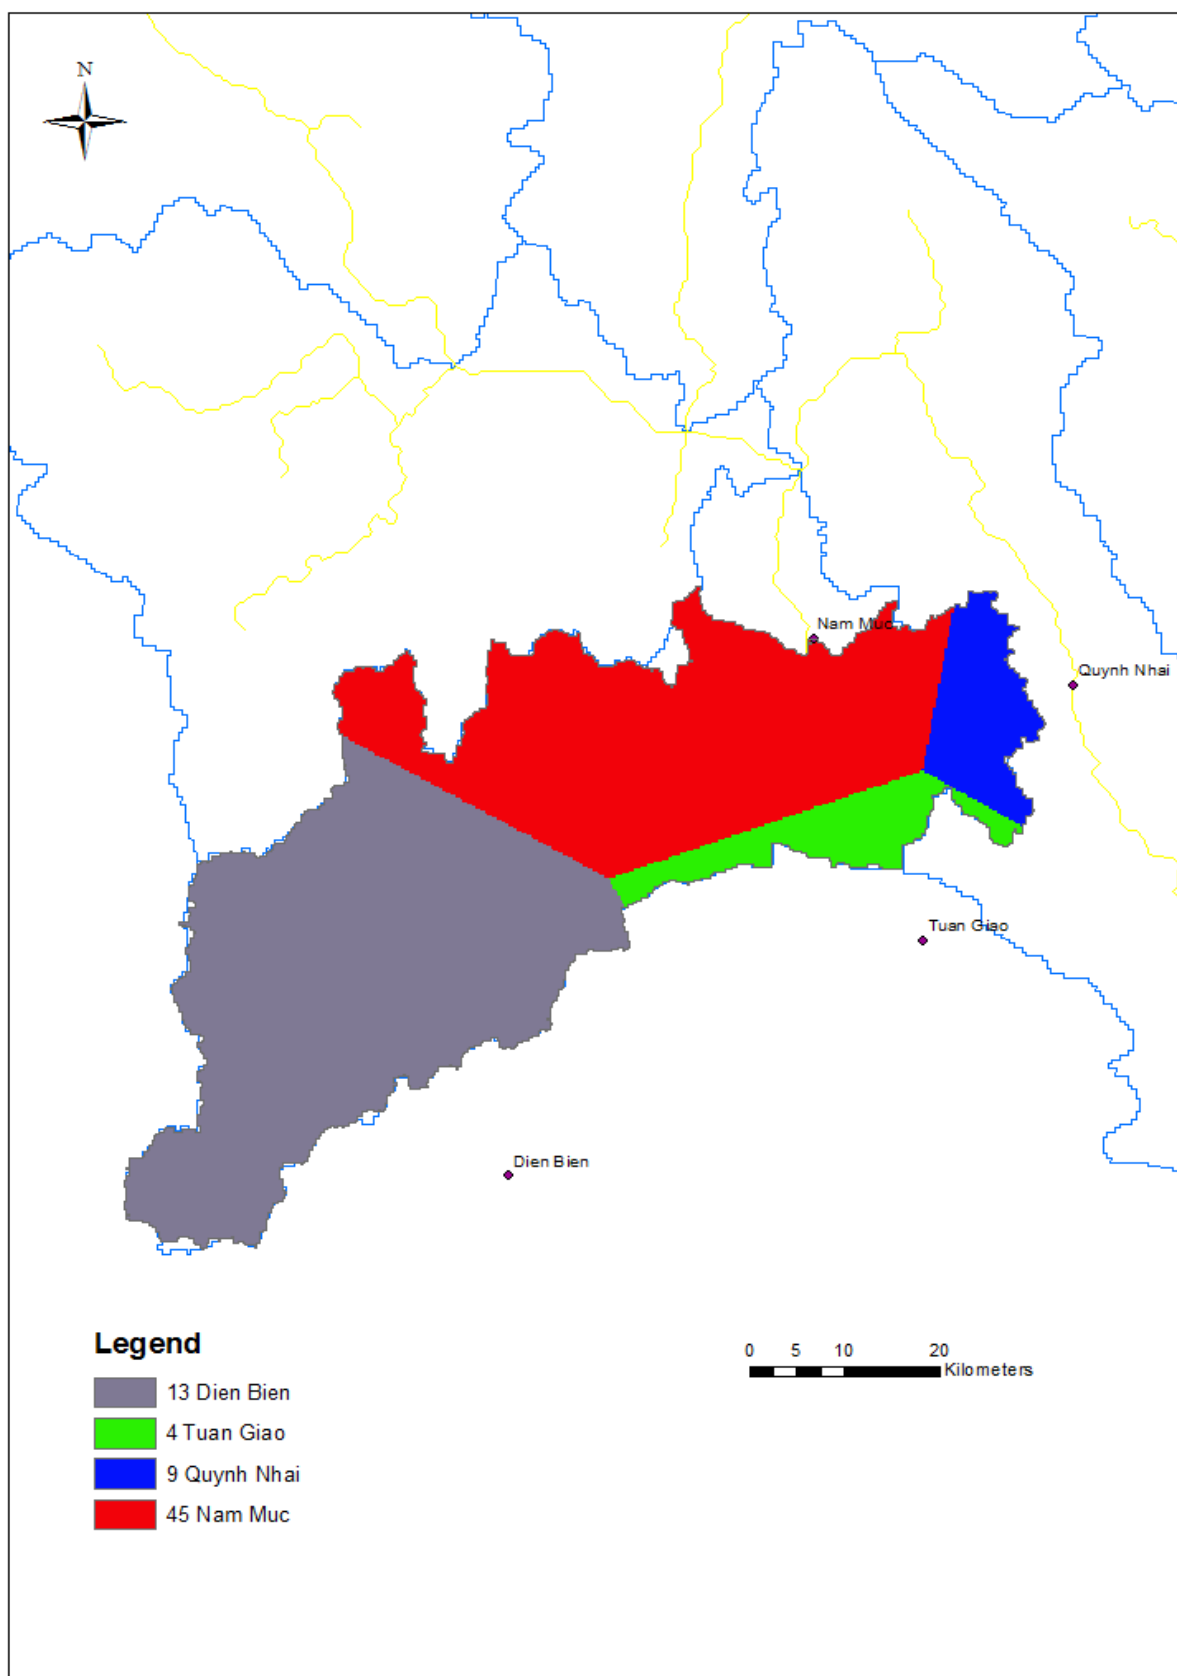 N
Nam Muc
Quynh Nhai
Tuan Giao
Dien Bien
Legend
13 Dien Bien
4 Tuan Giao
9 Quynh Nhai
45 Nam Muc
0 5 10 20
Kilometers